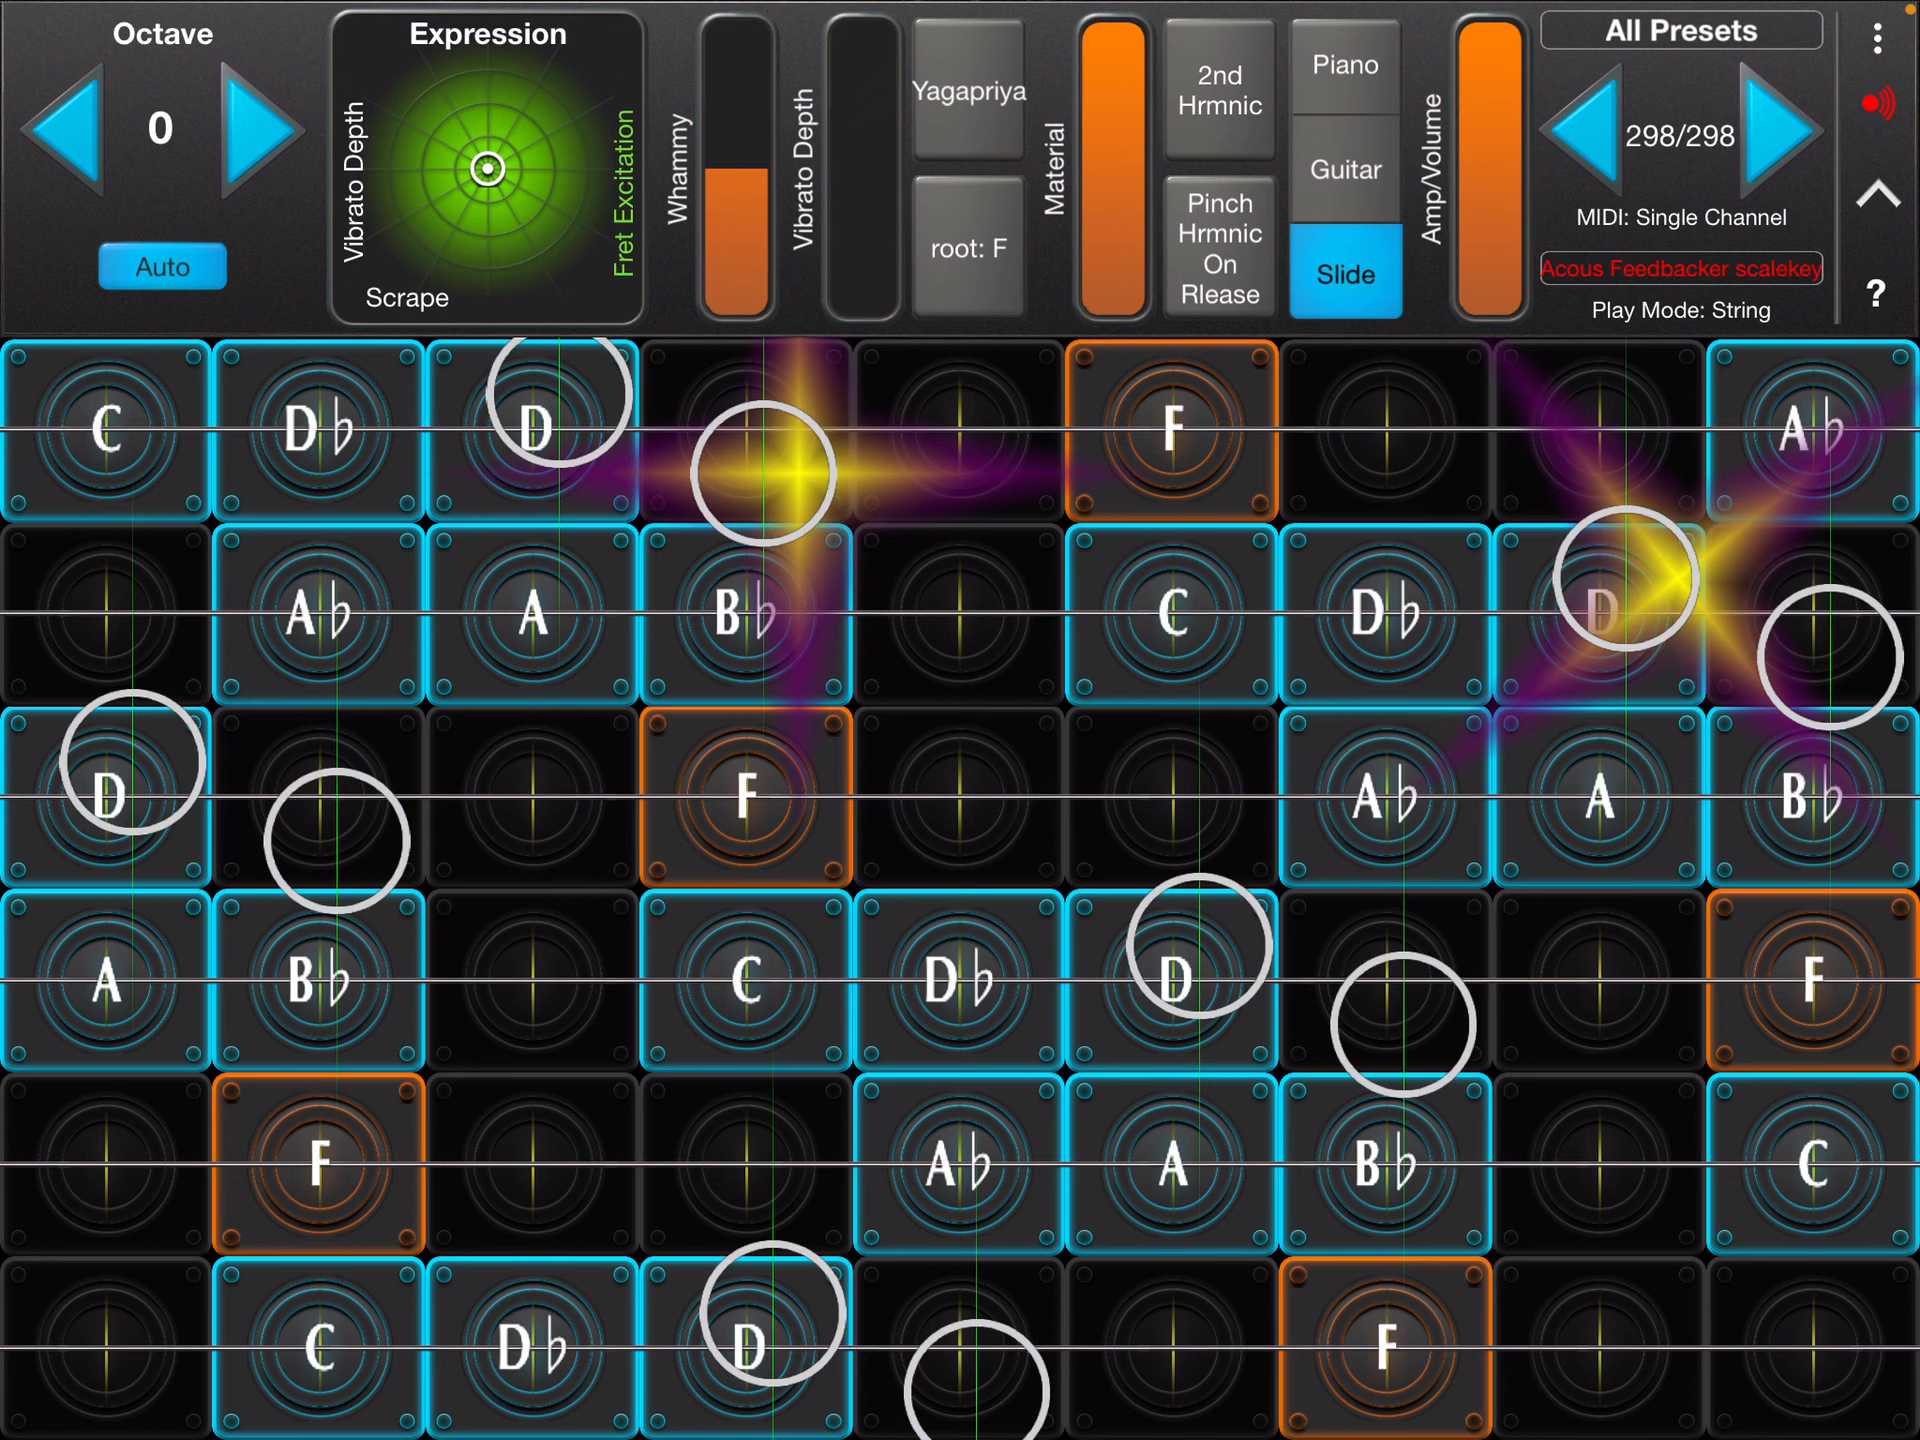 Octave
0
Auto
Expression
Vibrato Depth
Fret Excitation
Scrape
Whammy
Vibrato Depth
Yagapriya
root: F
Material
2nd
Hrmnic
Pinch
Hrmnic
On
Rlease
Piano
Guitar
Slide
Amp/Volume
All Presets
298/298
MIDI: Single Channel
Acous Feedbacker scalekey
Play Mode: String
?
C D♭ D F A♭
A♭ A B♭ C D♭ D
D F A♭ A B♭
A B♭ C D♭ D F
F A♭ A B♭ C
C D♭ D F